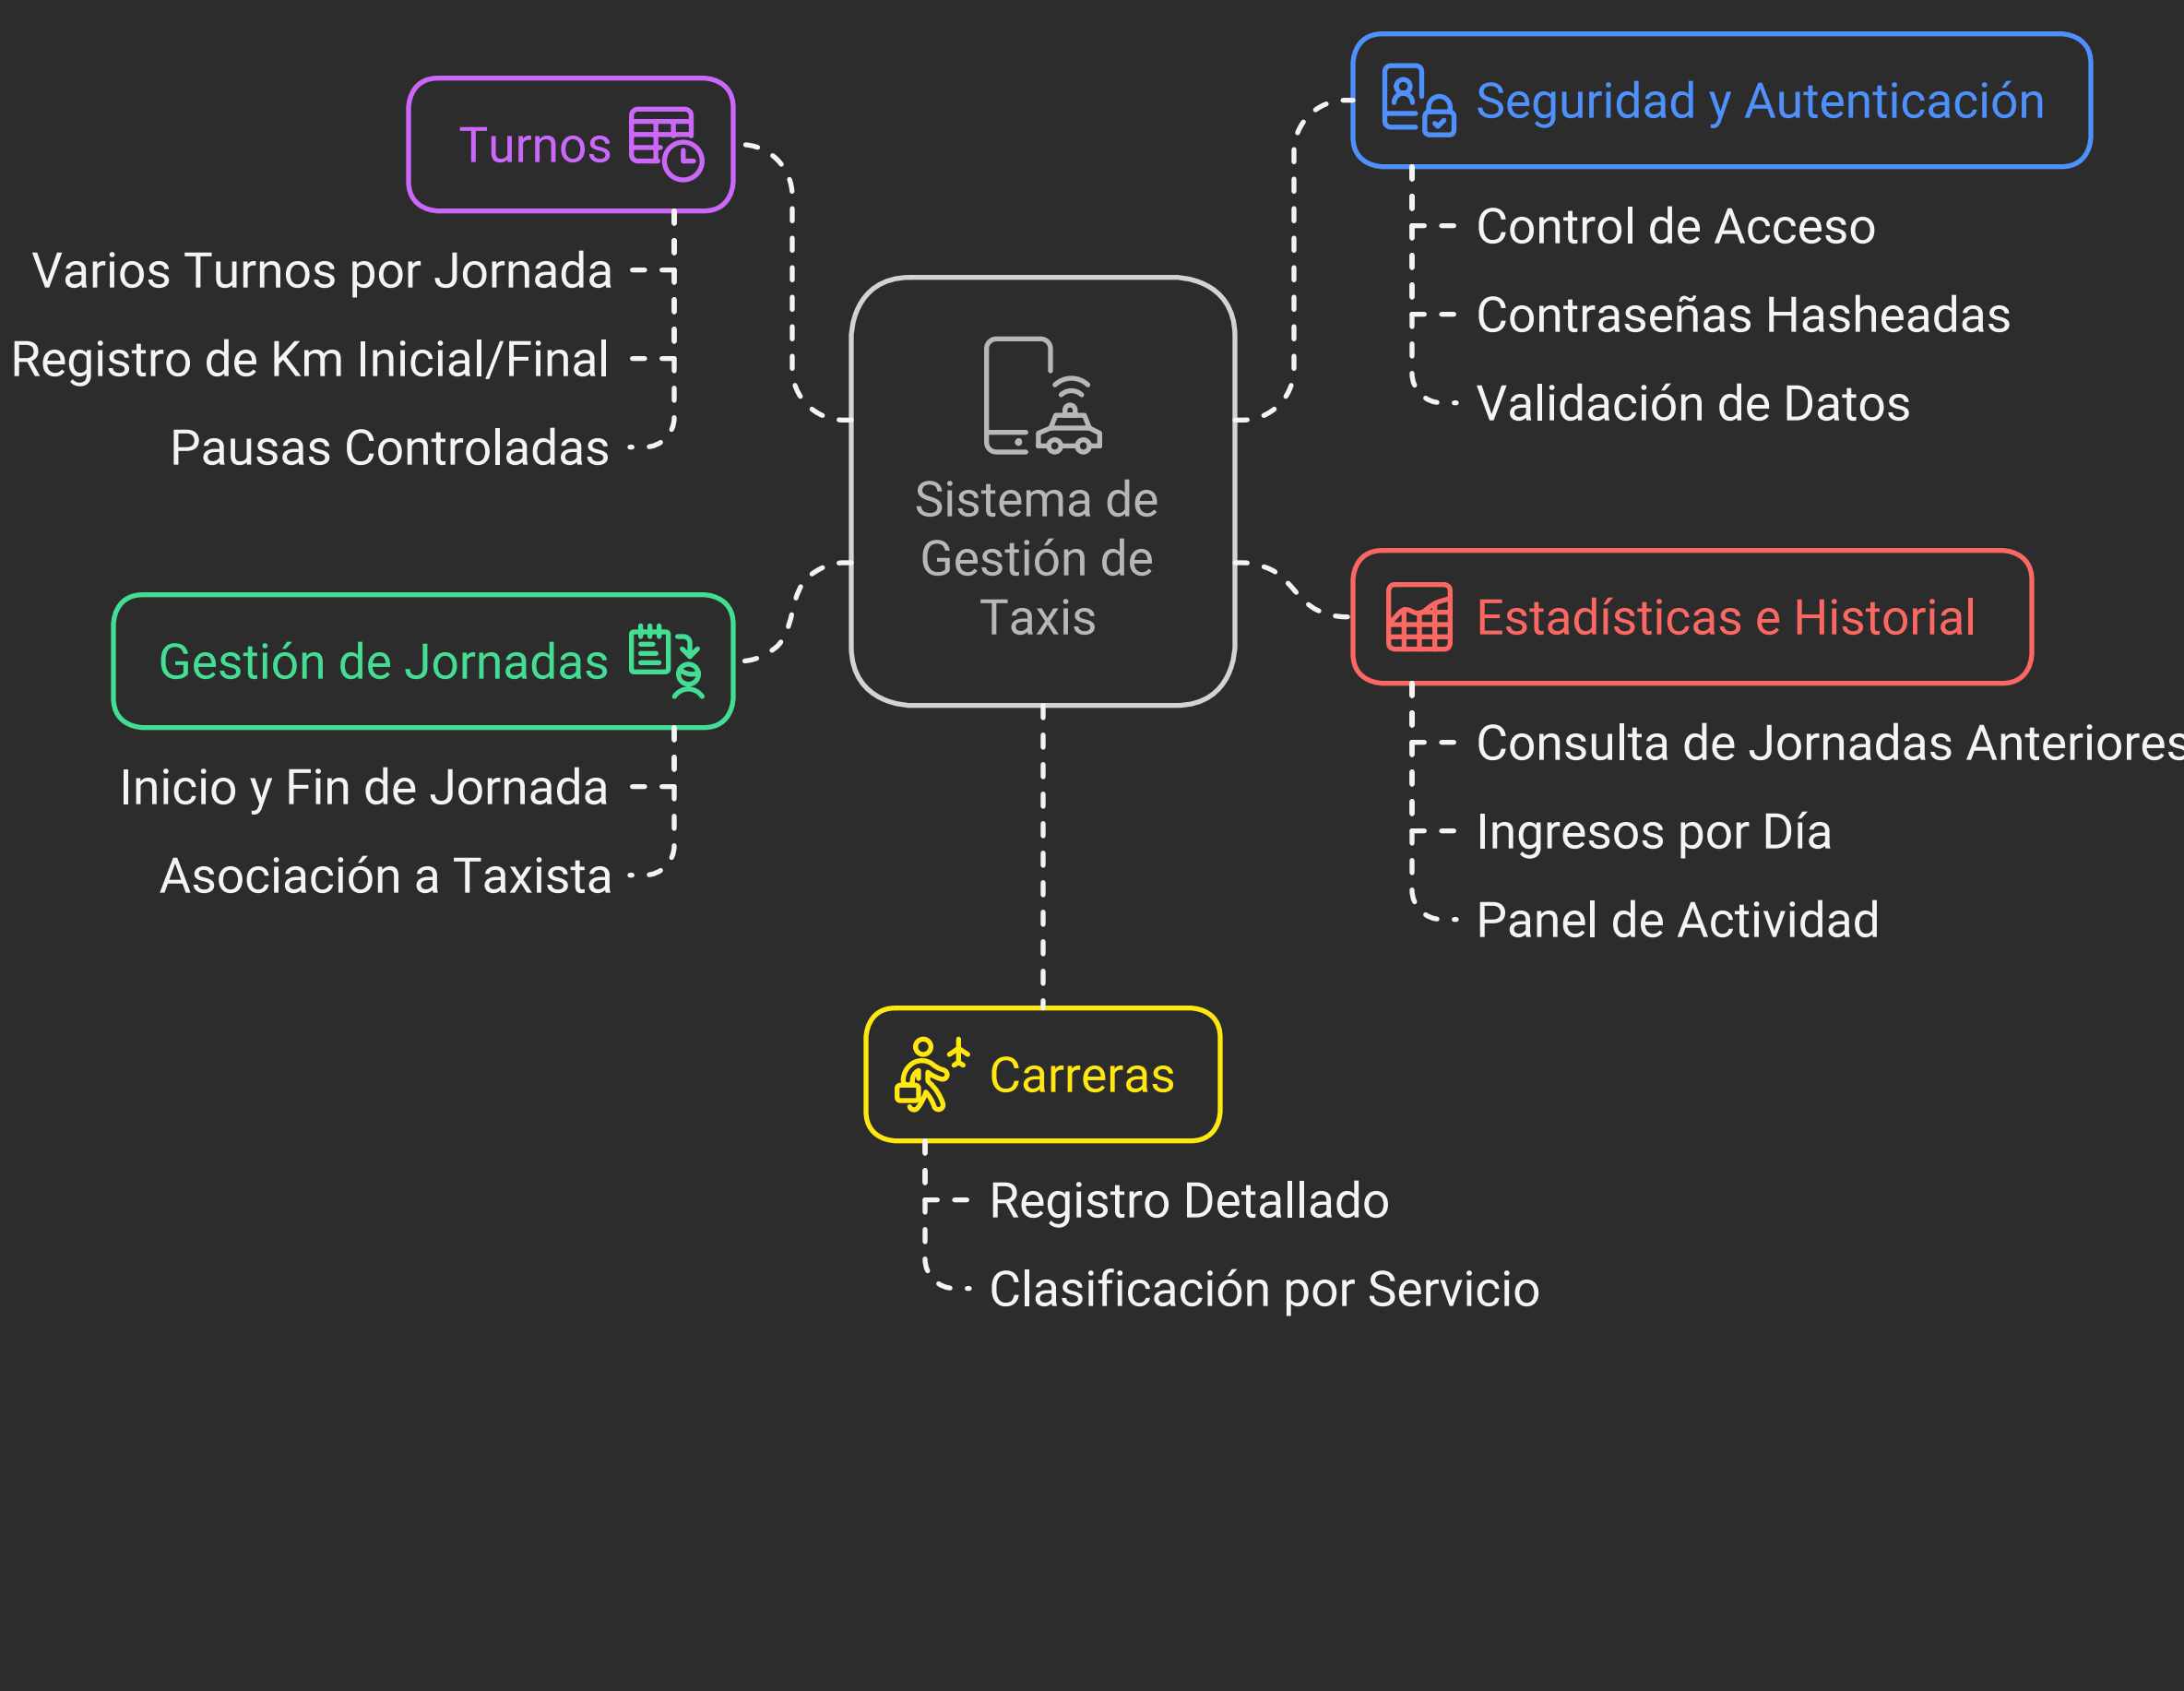 Turnos
Varios Turnos por Jornada
Registro de Km Inicial/Final
Pausas Controladas
Gestión de Jornadas
Inicio y Fin de Jornada
Asociación a Taxista
Sistema de
Gestión de
Taxis
Seguridad y Autenticación
Control de Acceso
Contraseñas Hasheadas
Validación de Datos
Estadísticas e Historial
Consulta de Jornadas Anteriores
Ingresos por Día
Panel de Actividad
Carreras
Registro Detallado
Clasificación por Servicio